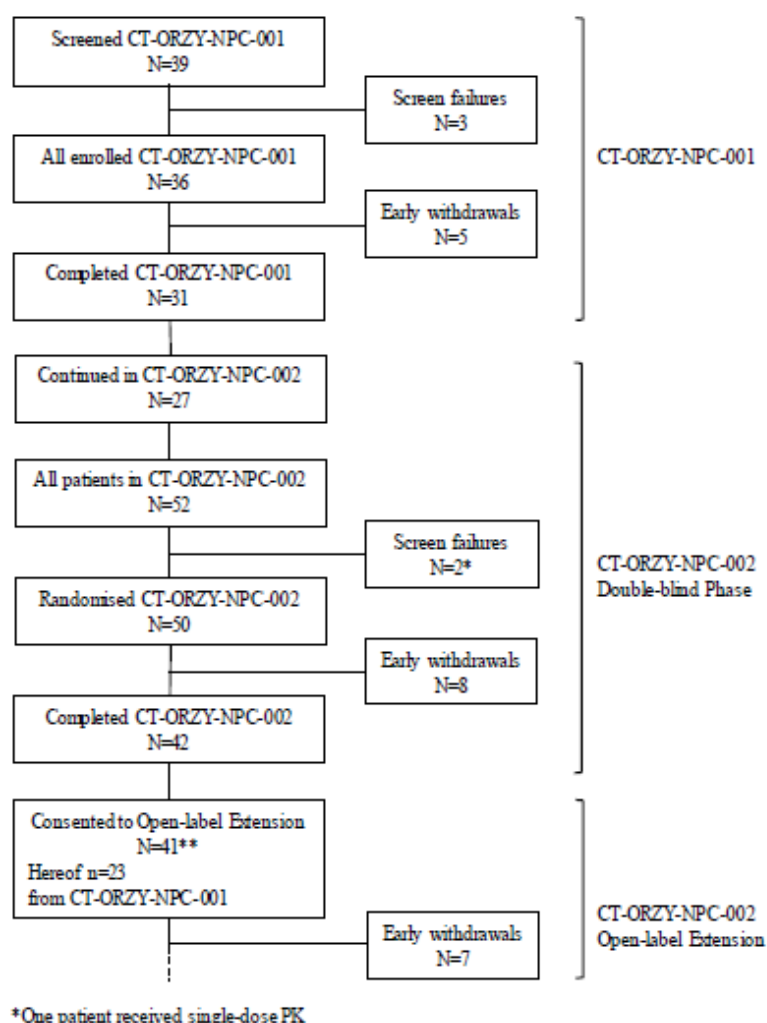 Screened CT-ORZY-NPC-001
N=39
Screen failures
N=3
All enrolled CT-ORZY-NPC-001
N=36
CT-ORZY-NPC-001
Early withdrawals
N=5
Completed CT-ORZY-NPC-001
N=31
Continued in CT-ORZY-NPC-002
N=27
All patients in CT-ORZY-NPC-002
N=52
Screen failures
N=2*
CT-ORZY-NPC-002
Double-blind Phase
Randomised CT-ORZY-NPC-002
N=50
Early withdrawals
N=8
Completed CT-ORZY-NPC-002
N=42
Consented to Open-label Extension
N=41**
Hereof n=23
from CT-ORZY-NPC-001
CT-ORZY-NPC-002
Open-label Extension
Early withdrawals
N=7
*One patient received single-dose PK